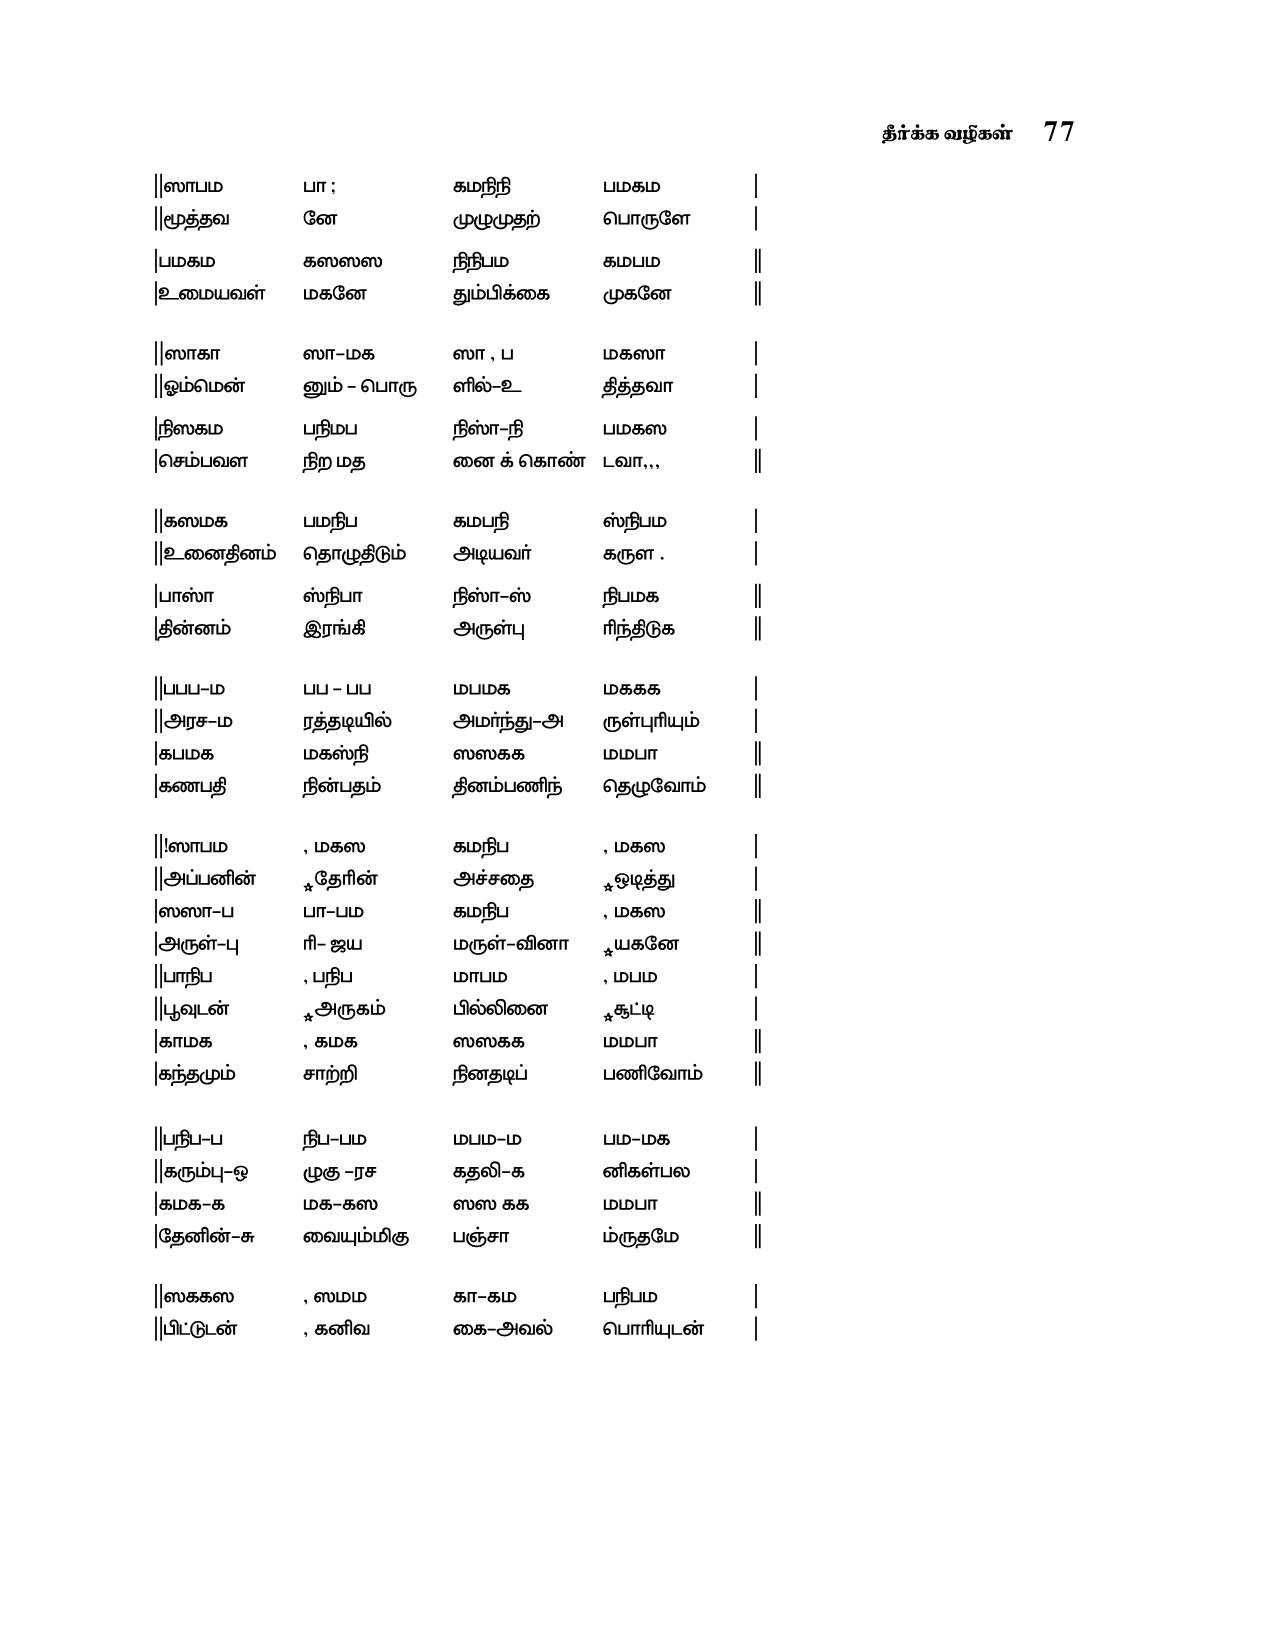 தீர்க்க வழிகள் 77
||ஸாபம பா ; கமநிநி பமகம |
||மூத்தவ னே முழுமுதற் பொருளே |
|பமகம கஸஸஸ நிநிபம கமபம ||
|உமையவள் மகனே தும்பிக்கை முகனே ||
||ஸாகா ஸா–மக ஸா , ப மகஸா |
||ஓம்மென் னும் – பொரு ளில்–உ தித்தவா |
|நிஸகம பநிமப நிஸ்ா–நி பமகஸ |
|செம்பவள நிற மத னை க் கொண் டவா,,, ||
||கஸமக பமநிப கமபநி ஸ்நிபம |
||உனைதினம் தொழுதிடும் அடியவர் கருள . |
|பாஸ்ா ஸ்நிபா நிஸ்ா–ஸ் நிபமக ||
|தின்னம் இரங்கி அருள்பு ரிந்திடுக ||
||பபப–ம பப – பப மபமக மககக |
||அரச–ம ரத்தடியில் அமர்ந்து–அ ருள்புரியும் |
|கபமக மகஸ்நி ஸஸகக மமபா ||
|கணபதி நின்பதம் தினம்பணிந் தெழுவோம் ||
||!ஸாபம , மகஸ கமநிப , மகஸ |
||அப்பனின் ☆தேரின் அச்சதை ☆ஒடித்து |
|ஸஸா–ப பா–பம கமநிப , மகஸ ||
|அருள்–பு ரி– ஜய மருள்–வினா ☆யகனே ||
||பாநிப , பநிப மாபம , மபம |
||பூவுடன் ☆அருகம் பில்லினை ☆சூட்டி |
|காமக , கமக ஸஸகக மமபா ||
|கந்தமும் சாற்றி நினதடிப் பணிவோம் ||
||பநிப–ப நிப–பம மபம–ம பம–மக |
||கரும்பு–ஒ ழுகு –ரச கதலி–க னிகள்பல |
|கமக–க மக–கஸ ஸஸ கக மமபா ||
|தேனின்–சு வையும்மிகு பஞ்சா ம்ருதமே ||
||ஸககஸ , ஸமம கா–கம பநிபம |
||பிட்டுடன் , கனிவ கை–அவல் பொரியுடன் |